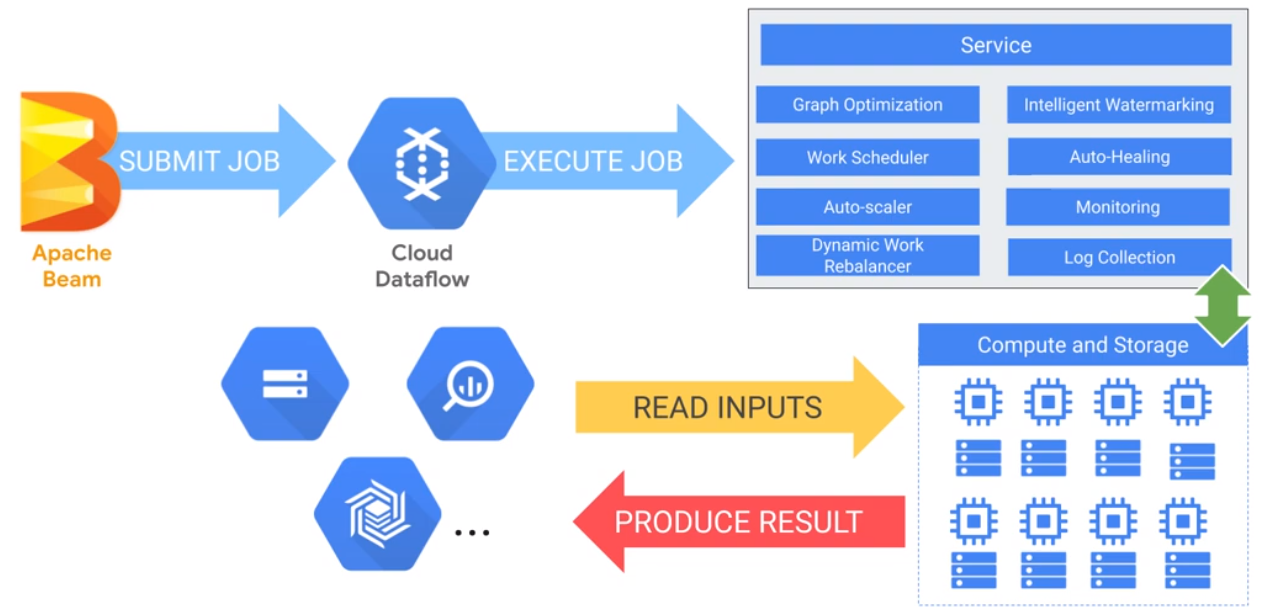 Service
Graph Optimization
Intelligent Watermarking
SUBMIT JOB
EXECUTE JOB
Work Scheduler
Auto-Healing
Auto-scaler
Monitoring
Apache
Beam
Cloud
Dataflow
Dynamic Work
Rebalancer
Log Collection
Compute and Storage
READ INPUTS
PRODUCE RESULT
...